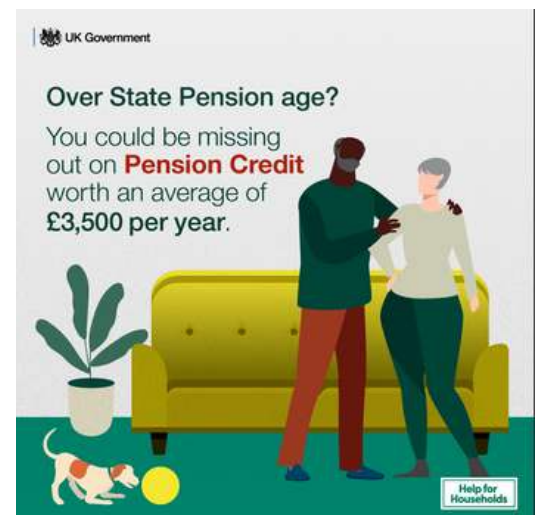 UK Government
Over State Pension age?
You could be missing
out on Pension Credit
worth an average of
£3,500 per year.
Help for
Households